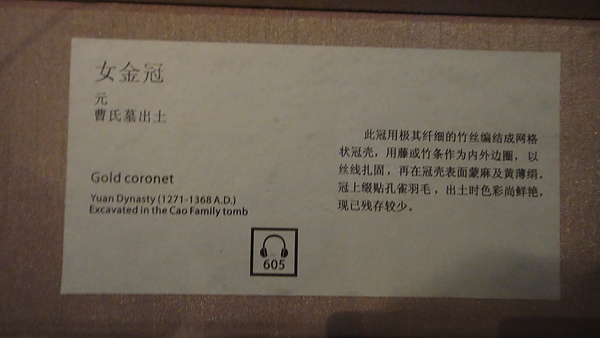 女金冠
元
曹氏墓出土
此冠用极其纤细的竹丝编结成网格
状冠壳，用藤或竹条作为内外边圈，以
丝线扎固，再在冠壳表面蒙麻及黄薄绢。
冠上缀贴孔雀羽毛，出土时色彩尚鲜艳，
现已残存较少。
Gold coronet
Yuan Dynasty (1271-1368 A.D.)
Excavated in the Cao Family tomb
605